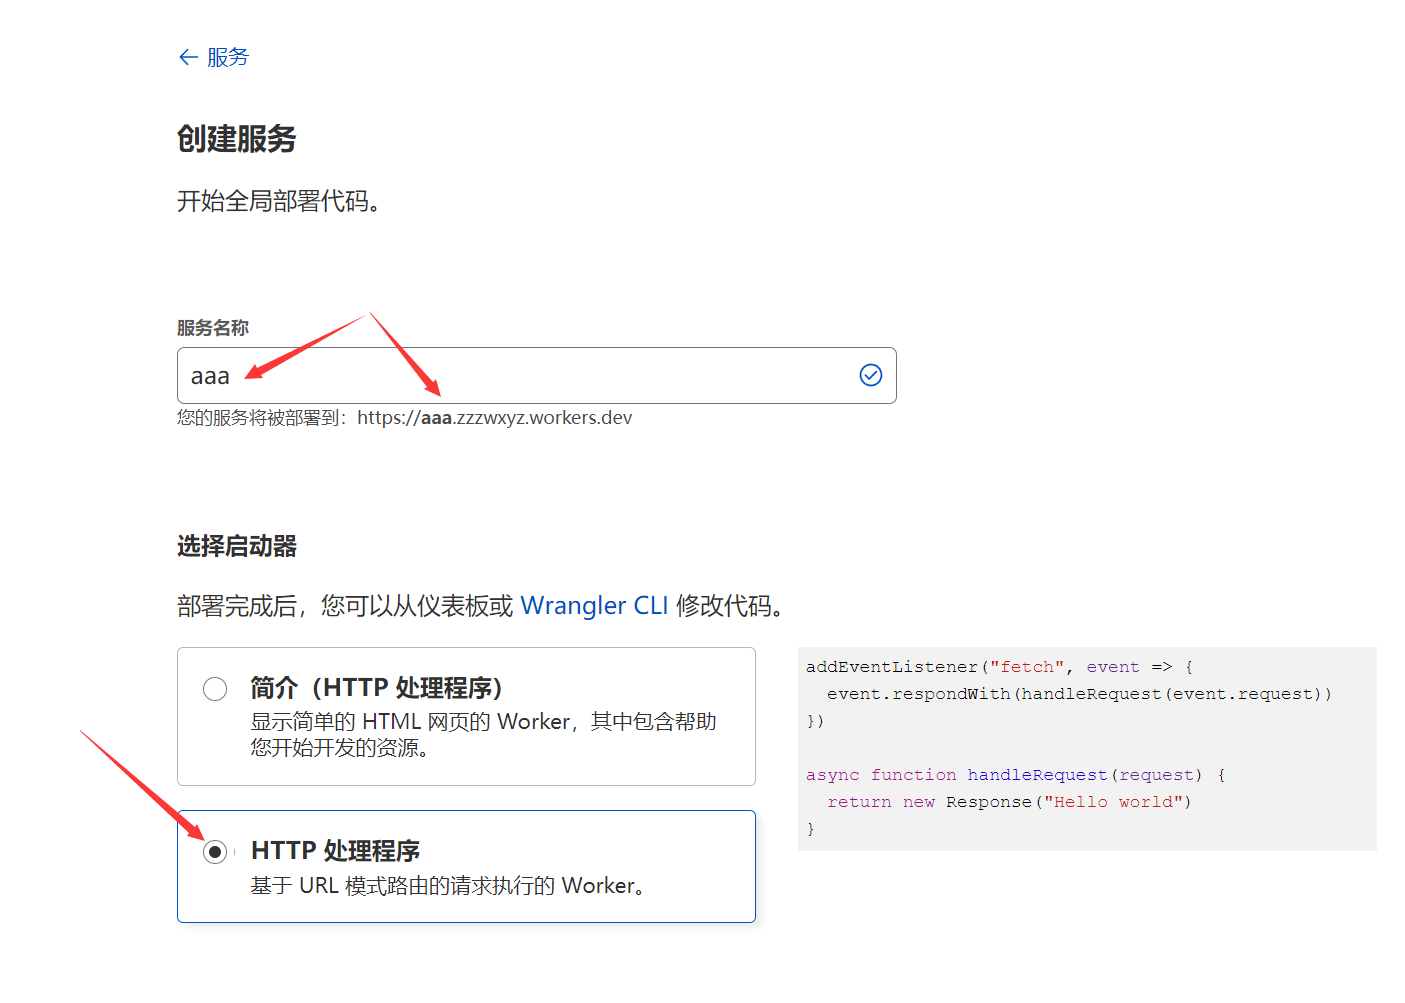 ← 服务
创建服务
开始全局部署代码。
服务名称
aaa
您的服务将被部署到：https://aaa.zzzwxyz.workers.dev
选择启动器
部署完成后，您可以从仪表板或 Wrangler CLI 修改代码。
简介（HTTP 处理程序）
显示简单的 HTML 网页的 Worker，其中包含帮助
您开始开发的资源。
HTTP 处理程序
基于 URL 模式路由的请求执行的 Worker。
addEventListener("fetch", event => {
  event.respondWith(handleRequest(event.request))
})
async function handleRequest(request) {
  return new Response("Hello world")
}